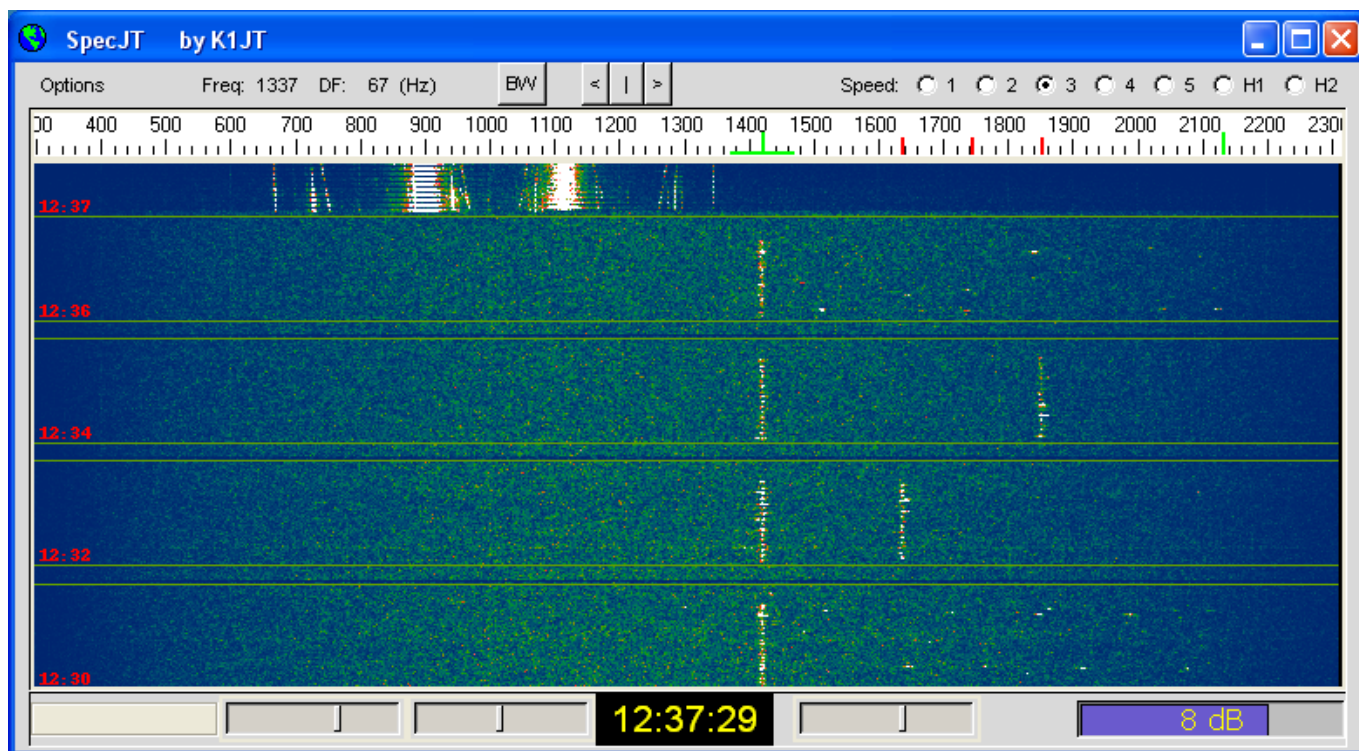 SpecJT by K1JT
Options Freq: 1337 DF: 67 (Hz) BW < | > Speed: 1 2 3 4 5 H1 H2
00 400 500 600 700 800 900 1000 1100 1200 1300 1400 1500 1600 1700 1800 1900 2000 2100 2200 2300
12:37
12:36
12:34
12:32
12:30
12:37:29 8 dB